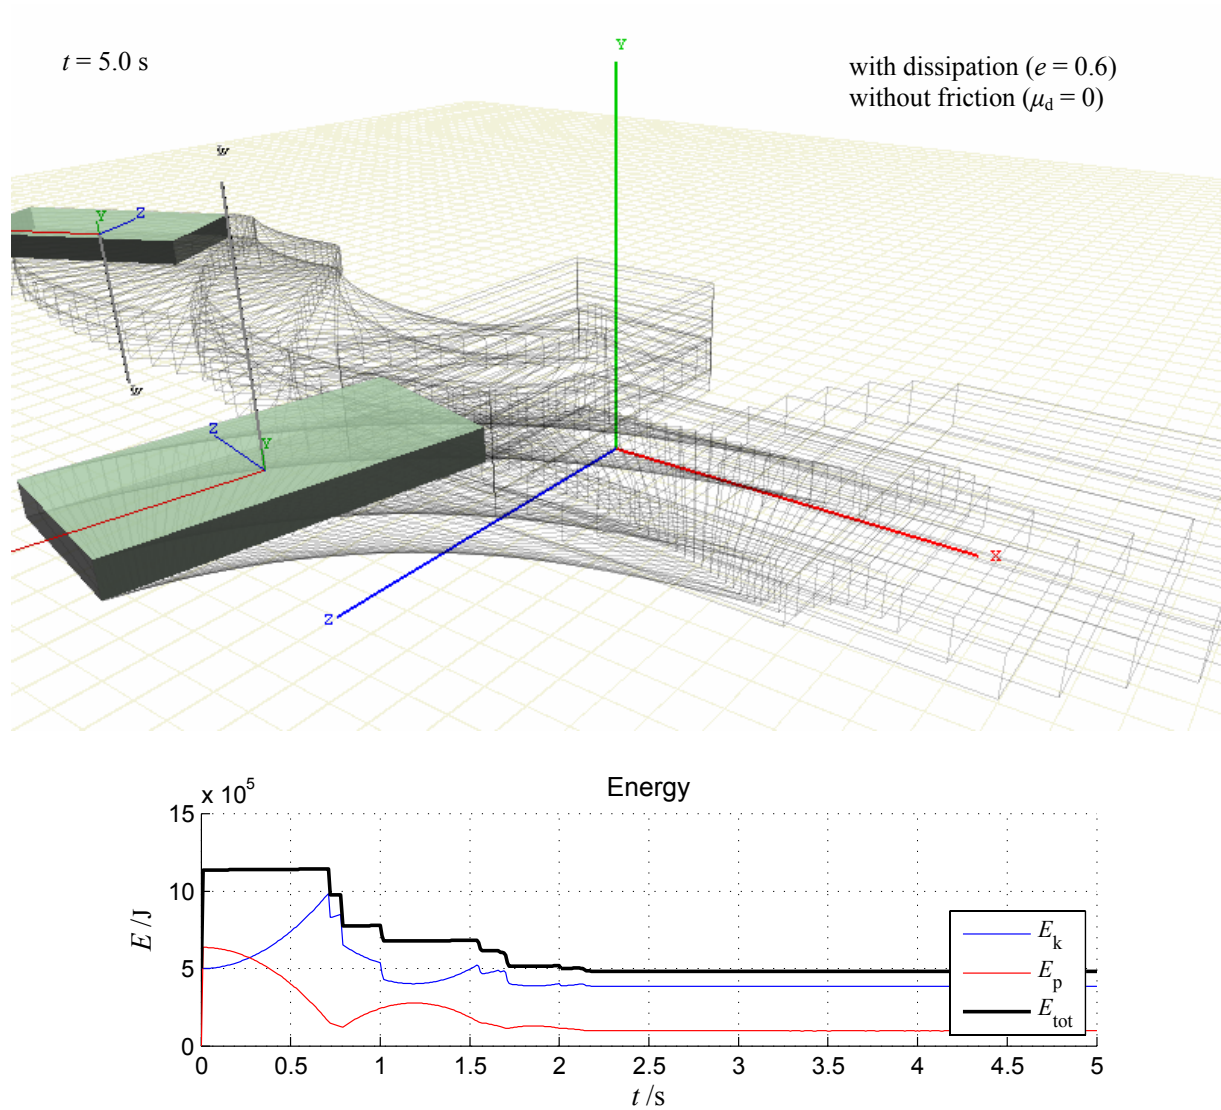 t = 5.0 s
with dissipation (e = 0.6)
without friction (μd = 0)
Y
w
Y Z
w
Z Y
X
Z
Energy
x 10^5
15
10
5
0
E /J
Ek
Ep
Etot
0 0.5 1 1.5 2 2.5 3 3.5 4 4.5 5
t /s